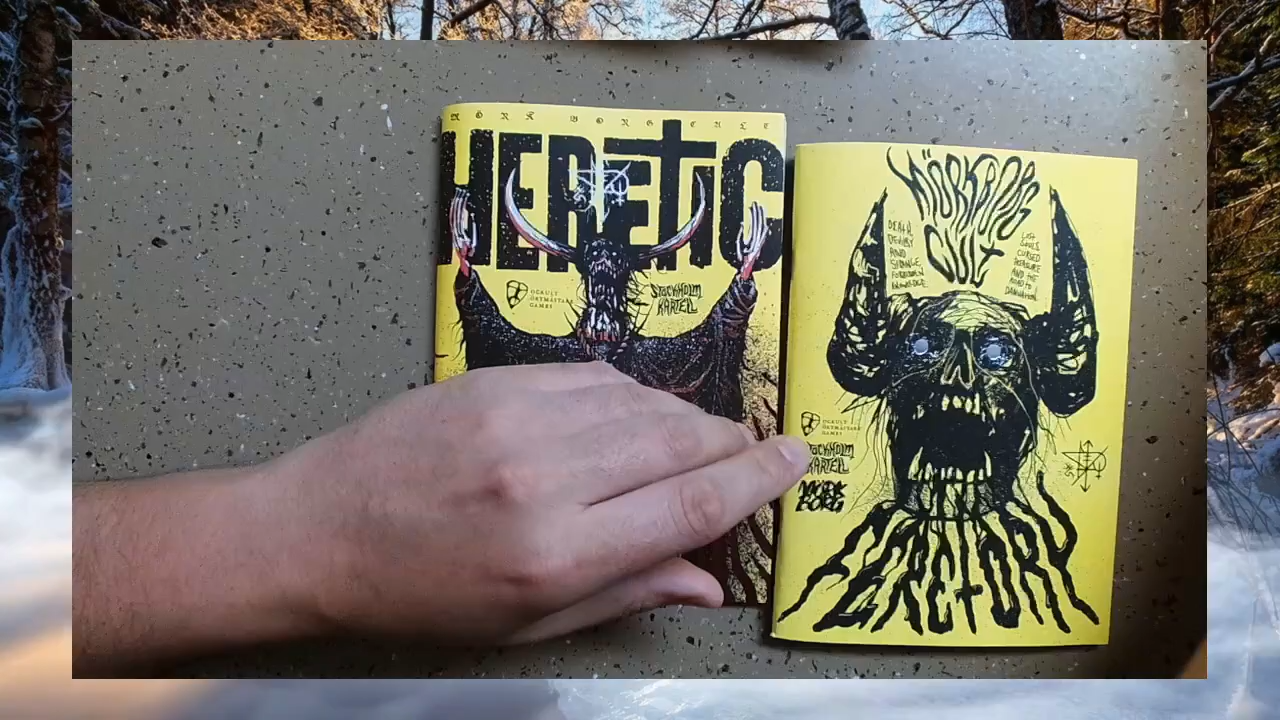 MÖRK BORG CULT
HERETIC
OCKULT
ÖRTMÄSTARE
GAMES
STOCKHOLM
KARTELL
MÖRK BORG
CULT
DEATH,
DEVILRY
AND
STRANGE,
FORBIDDEN
KNOWLEDGE
LOST
SOULS,
CURSED
TREASURE
AND THE
ROAD TO
DAMNATION
OCKULT
ÖRTMÄSTARE
GAMES
STOCKHOLM
KARTELL
MÖRK
BORG
FERETORY